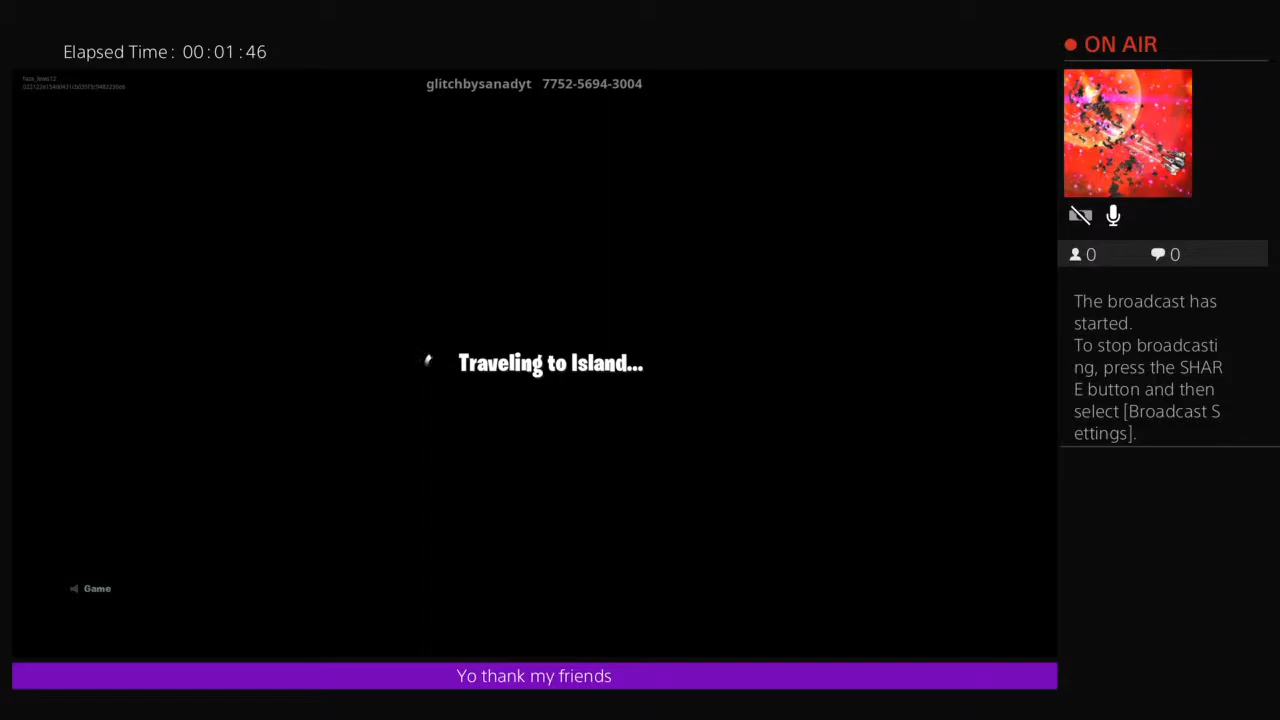 Elapsed Time: 00:01:46
ON AIR
glitchbysanadyt 7752-5694-3004
0 0
The broadcast has
started.
To stop broadcasti
ng, press the SHAR
E button and then
select [Broadcast S
ettings].
Traveling to Island...
Game
Yo thank my friends